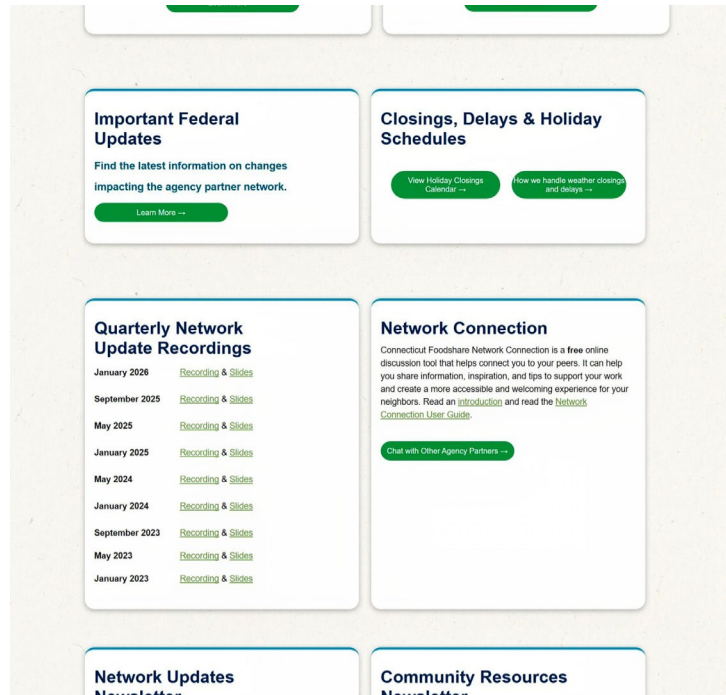 Important Federal
Updates
Find the latest information on changes
impacting the agency partner network.
Learn More →
Closings, Delays & Holiday
Schedules
View Holiday Closings
Calendar →
How we handle weather closings
and delays →
Quarterly Network
Update Recordings
January 2026 Recording & Slides
September 2025 Recording & Slides
May 2025 Recording & Slides
January 2025 Recording & Slides
May 2024 Recording & Slides
January 2024 Recording & Slides
September 2023 Recording & Slides
May 2023 Recording & Slides
January 2023 Recording & Slides
Network Connection
Connecticut Foodshare Network Connection is a free online
discussion tool that helps connect you to your peers. It can help
you share information, inspiration, and tips to support your work
and create a more accessible and welcoming experience for your
neighbors. Read an introduction and read the Network
Connection User Guide.
Chat with Other Agency Partners →
Network Updates
Newsletter
Community Resources
Newsletter